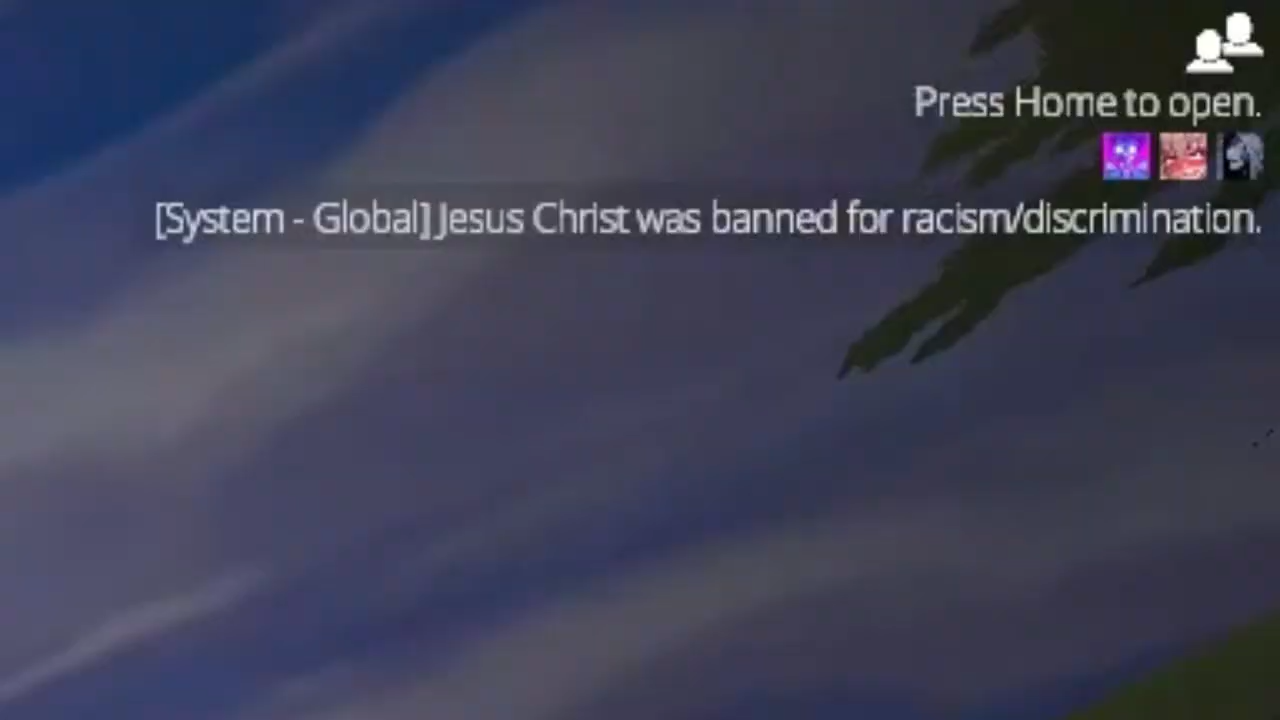 Press Home to open.
[System - Global] Jesus Christ was banned for racism/discrimination.